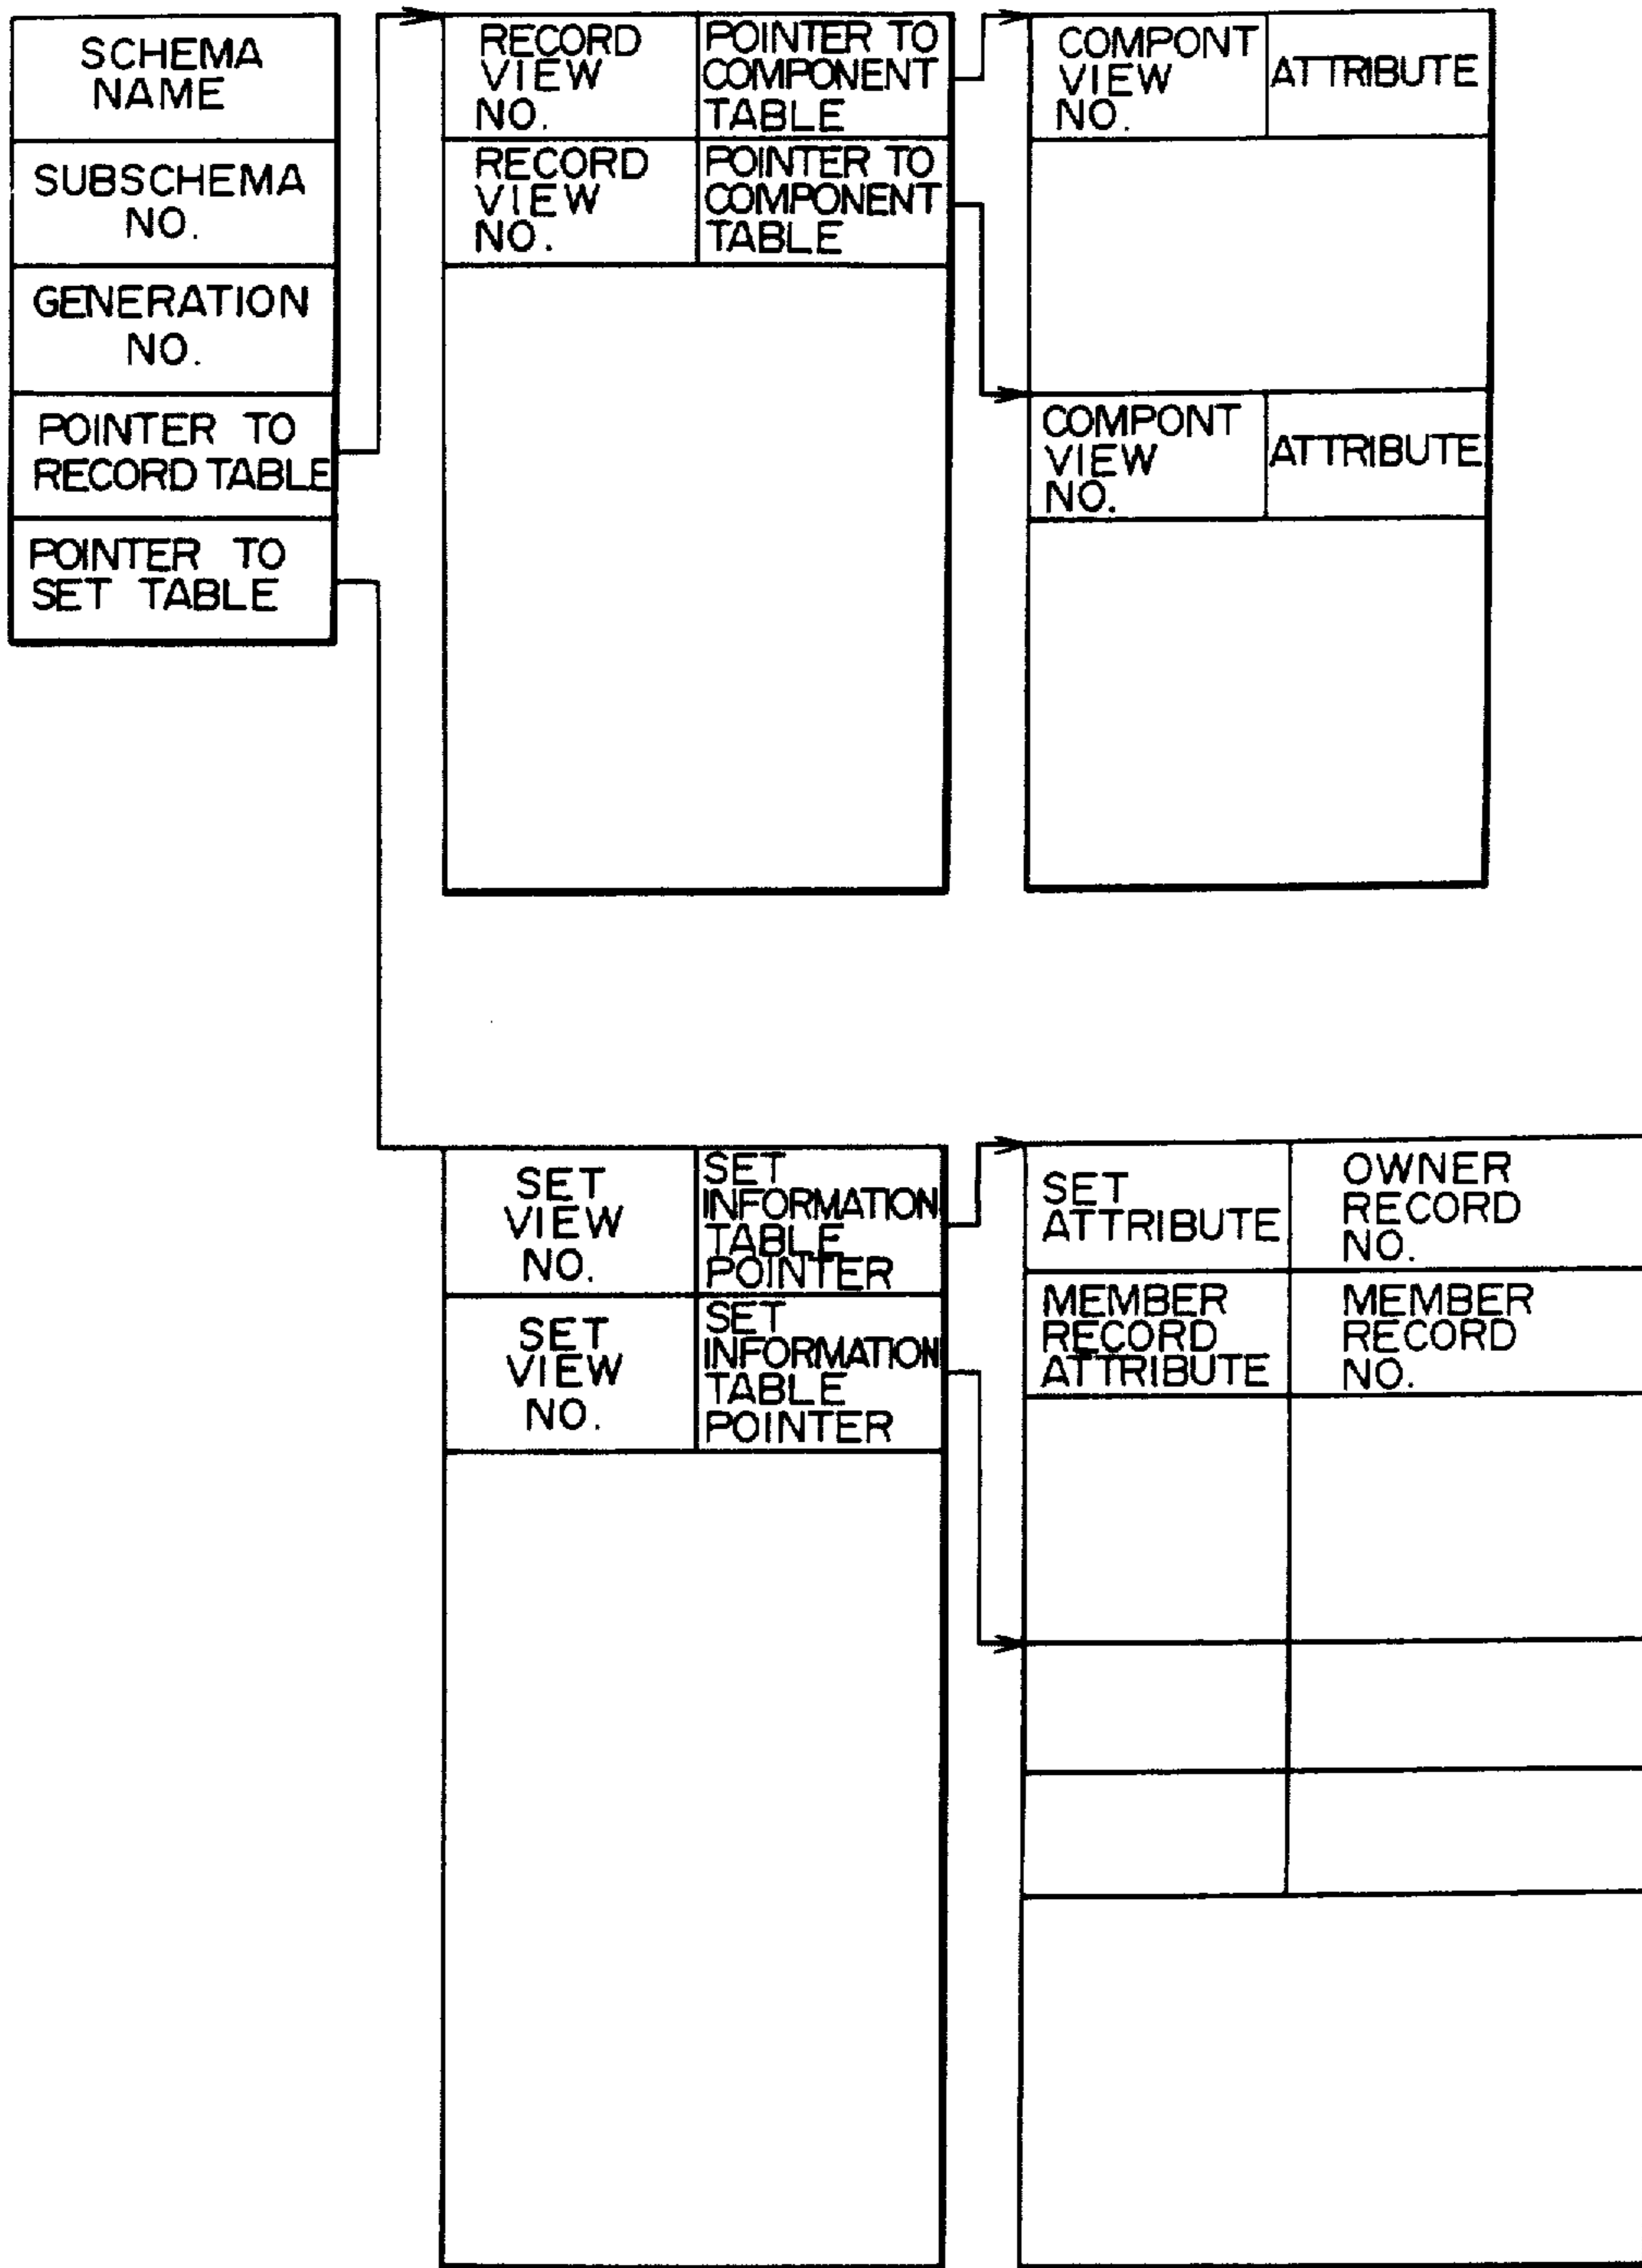 SCHEMA
NAME
SUBSCHEMA
NO.
GENERATION
NO.
POINTER TO
RECORD TABLE
POINTER TO
SET TABLE
RECORD
VIEW
NO.
POINTER TO
COMPONENT
TABLE
RECORD
VIEW
NO.
POINTER TO
COMPONENT
TABLE
COMPONT
VIEW
NO.
ATTRIBUTE
COMPONT
VIEW
NO.
ATTRIBUTE
SET
VIEW
NO.
SET
INFORMATION
TABLE
POINTER
SET
VIEW
NO.
SET
INFORMATION
TABLE
POINTER
SET
ATTRIBUTE
OWNER
RECORD
NO.
MEMBER
RECORD
ATTRIBUTE
MEMBER
RECORD
NO.